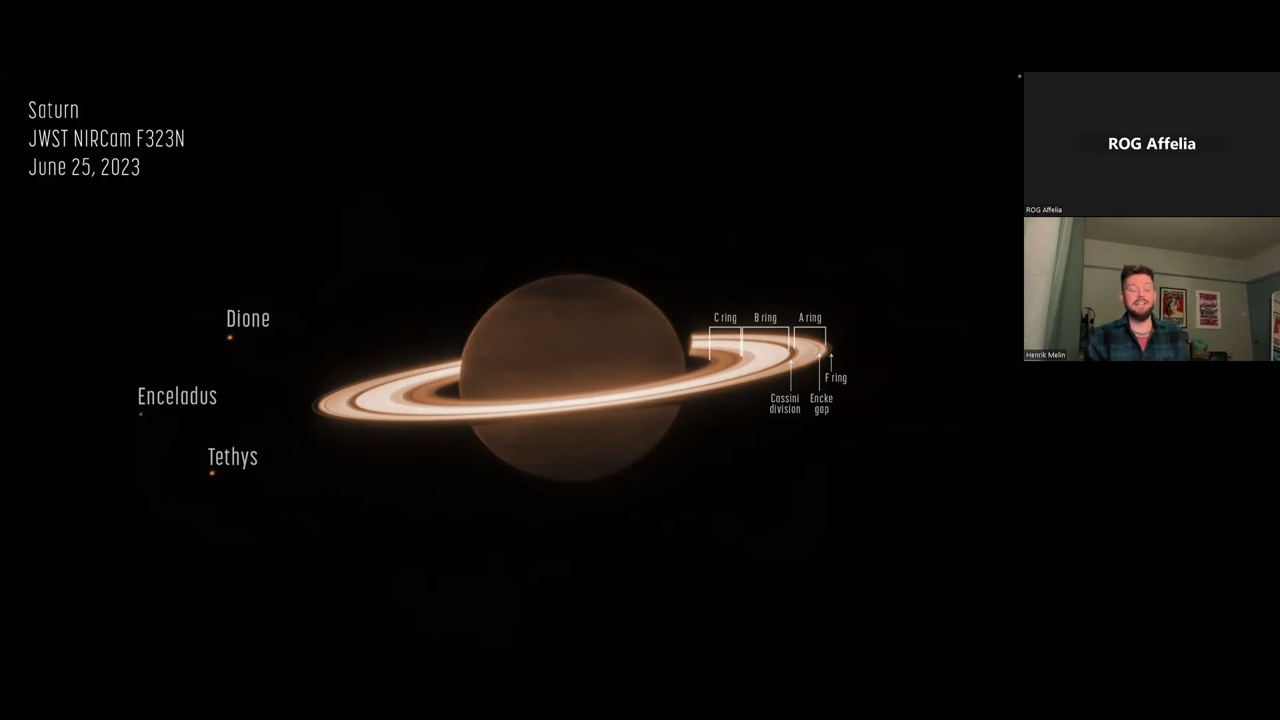 Saturn
JWST NIRCam F323N
June 25, 2023
ROG Affelia
ROG Affelia
Dione
C ring
B ring
A ring
Henrik Melin
F ring
Enceladus
Cassini
division
Encke
gap
Tethys